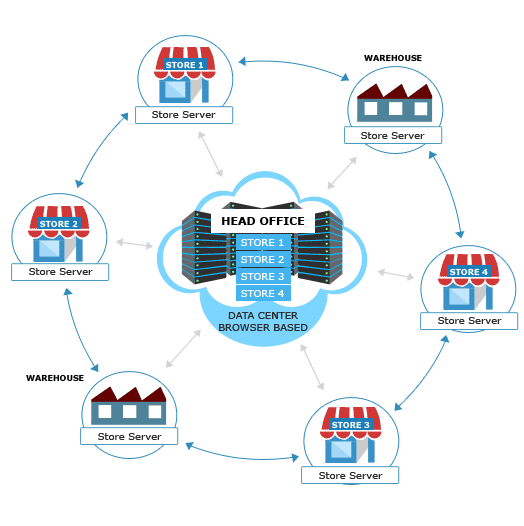 STORE 1
Store Server
WAREHOUSE
Store Server
STORE 2
Store Server
HEAD OFFICE
STORE 1
STORE 2
STORE 3
STORE 4
DATA CENTER
BROWSER BASED
STORE 4
Store Server
WAREHOUSE
Store Server
STORE 3
Store Server